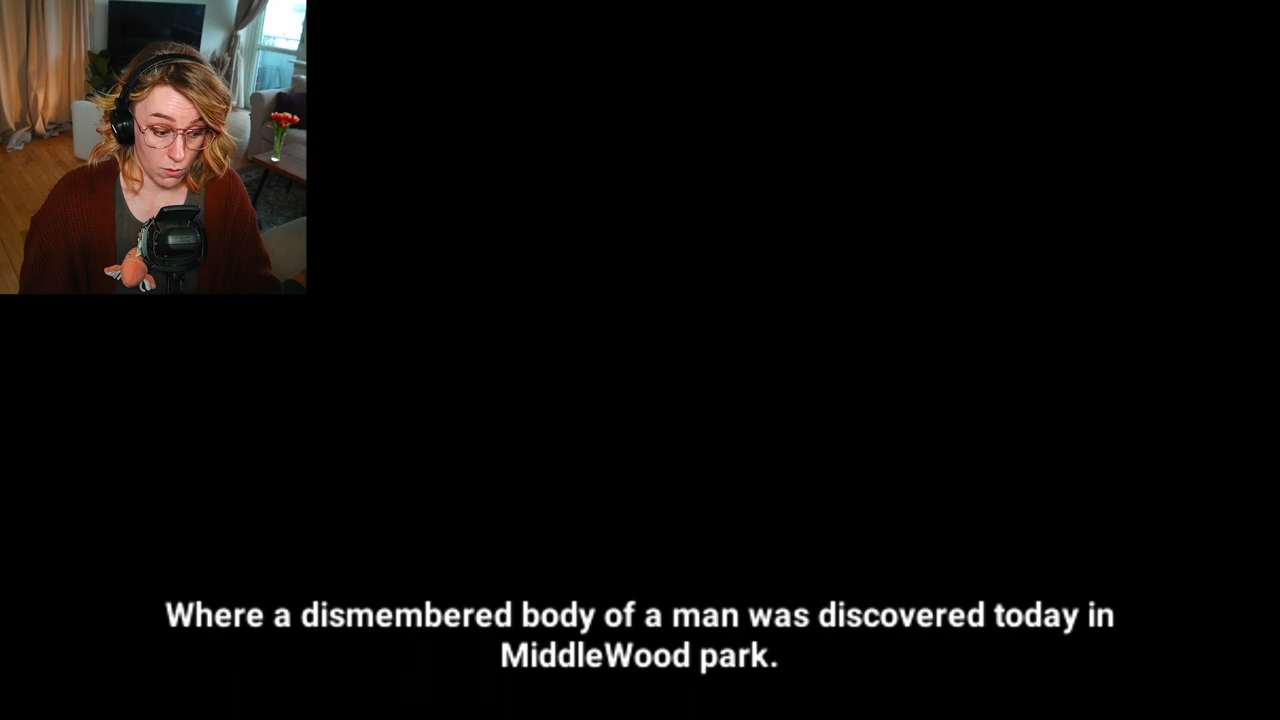 Where a dismembered body of a man was discovered today in
MiddleWood park.